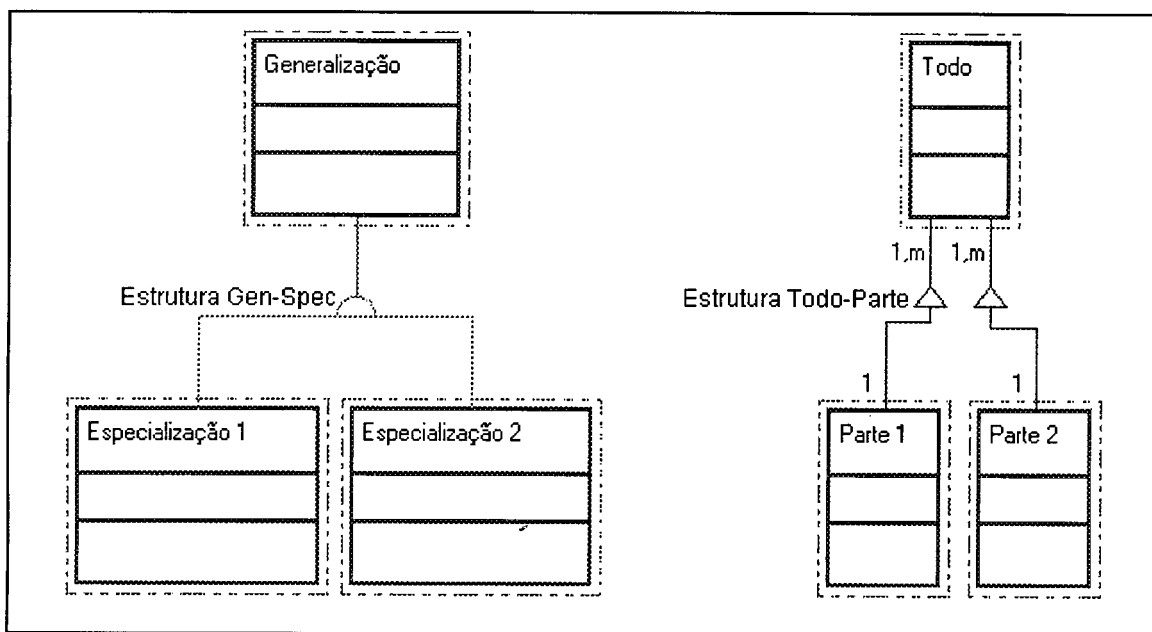 Generalização
Todo
Estrutura Gen-Spec
1,m
1,m
Estrutura Todo-Parte
1
1
Especialização 1
Especialização 2
Parte 1
Parte 2